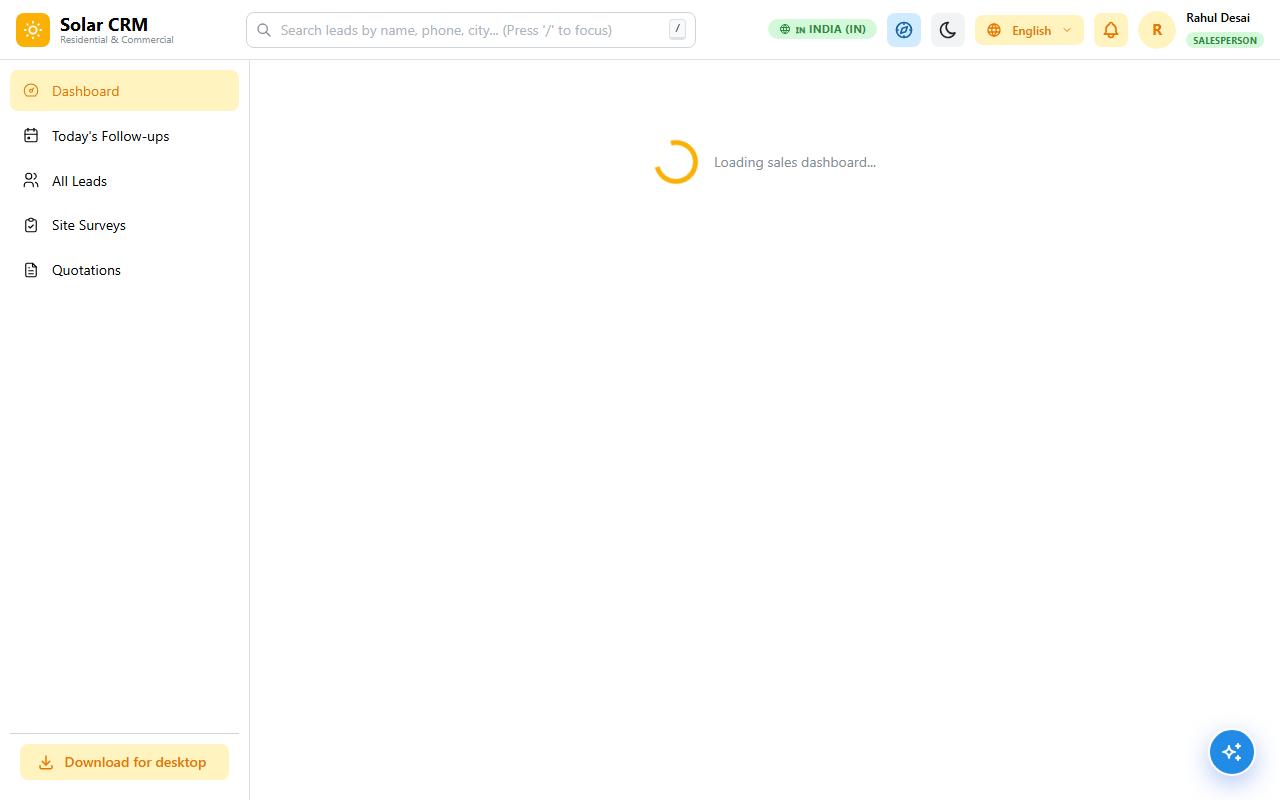 Solar CRM
Residential & Commercial
Search leads by name, phone, city... (Press '/' to focus)
/
IN INDIA (IN)
English
R
Rahul Desai
SALESPERSON
Dashboard
Today's Follow-ups
All Leads
Site Surveys
Quotations
Loading sales dashboard...
Download for desktop